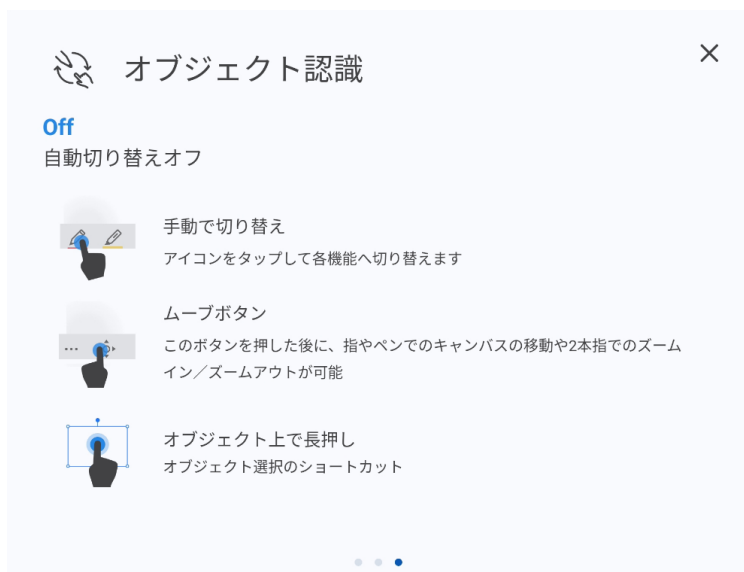 オブジェクト認識
Off
自動切り替えオフ
手動で切り替え
アイコンをタップして各機能へ切り替えます
ムーブボタン
このボタンを押した後に、指やペンでのキャンバスの移動や2本指でのズーム
イン／ズームアウトが可能
オブジェクト上で長押し
オブジェクト選択のショートカット